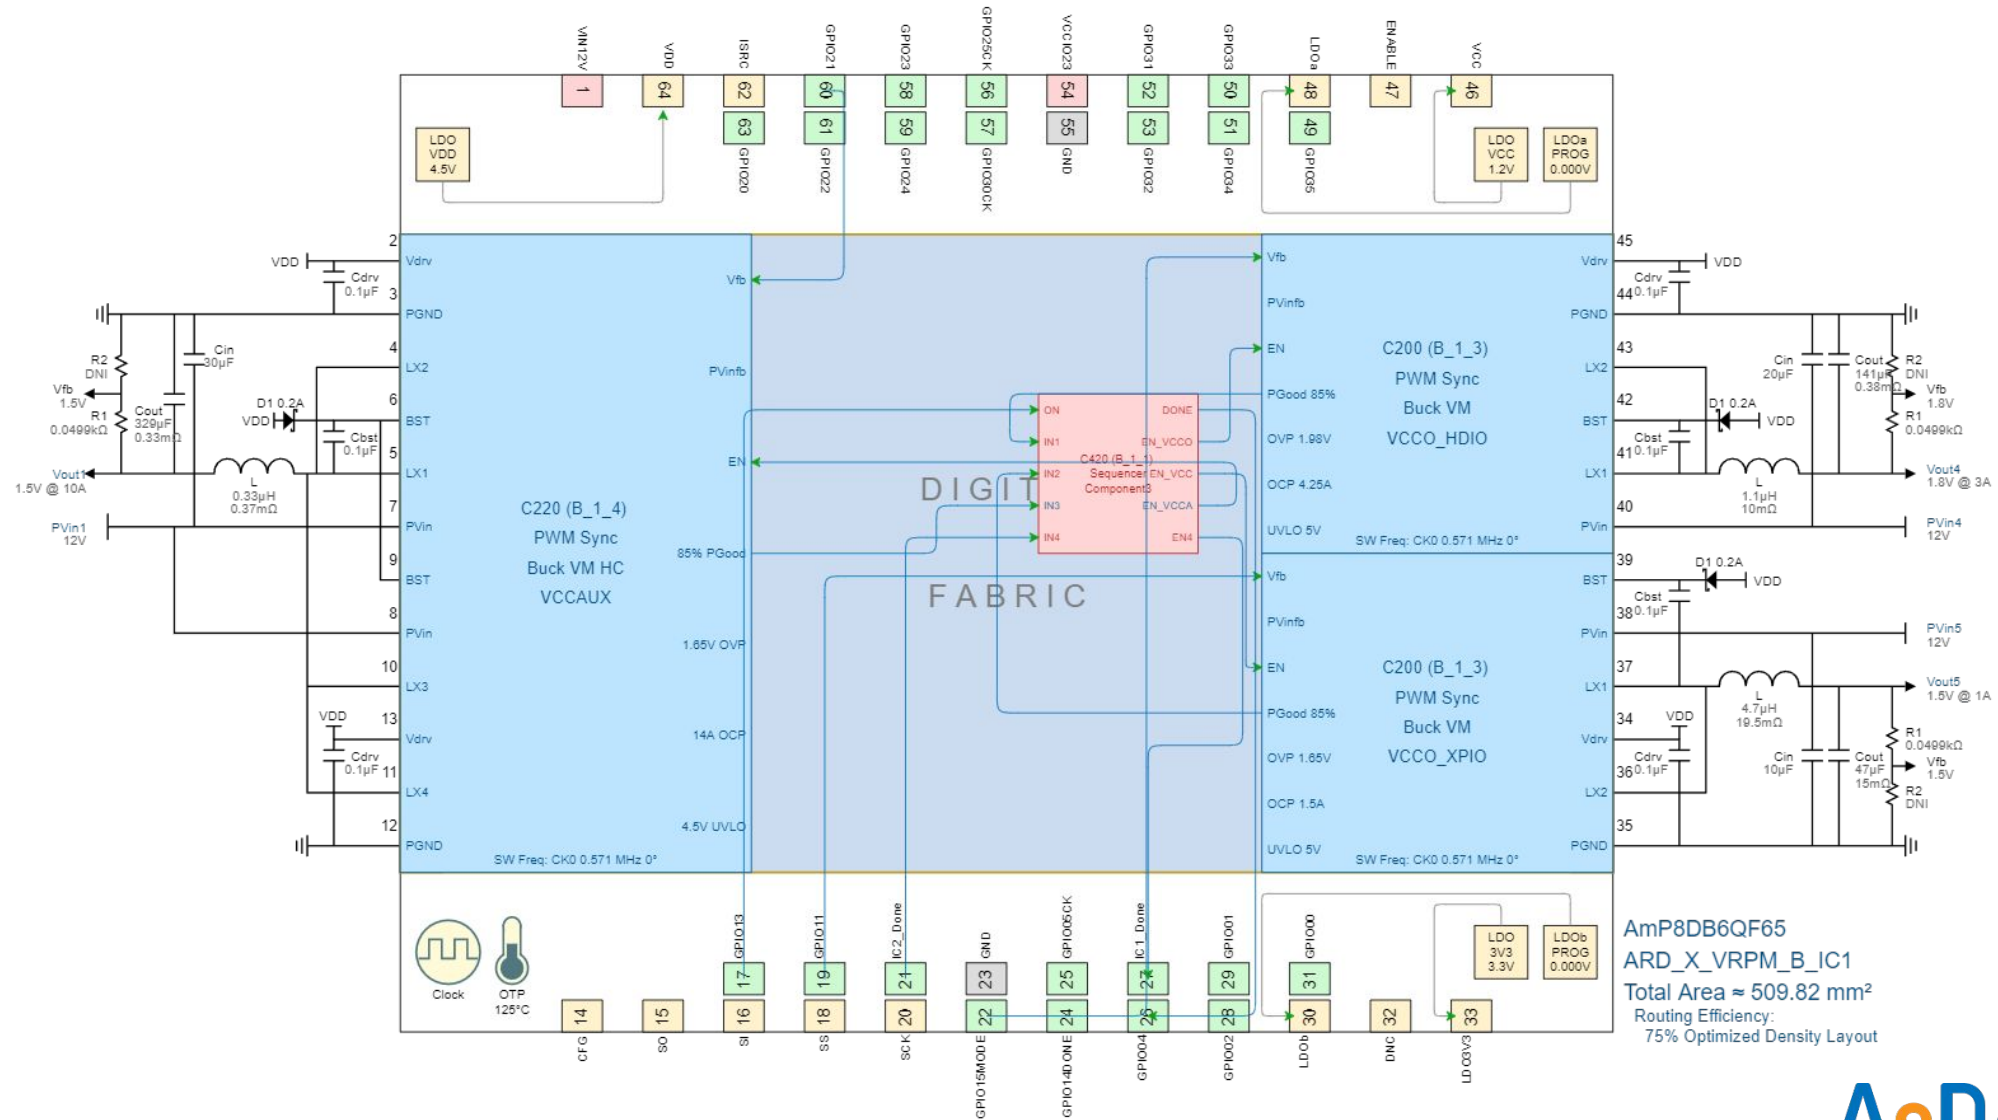 VIN12V
VDD
ISRC
GPIO21
GPIO23
GPIO25CK
VCCIO23
GPIO31
GPIO33
LDOa
ENABLE
VCC
1
64
62
60
58
56
54
52
50
48
47
46
63
61
59
57
55
53
51
49
GPIO20
GPIO22
GPIO24
GPIO30CK
GND
GPIO32
GPIO34
GPIO35
LDO
VDD
4.5V
LDO
VCC
1.2V
LDOa
PROG
0.000V
VDD
Cdrv
0.1µF
R2
DNI
Vfb
1.5V
R1
0.0499kΩ
Cin
30µF
Cout
329µF
0.33mΩ
D1 0.2A
VDD
Cbst
0.1µF
Vout1
1.5V @ 10A
L
0.33µH
0.37mΩ
PVin1
12V
VDD
Cdrv
0.1µF
2
Vdrv
3
PGND
4
LX2
6
BST
5
LX1
7
PVin
9
BST
8
PVin
10
LX3
13
Vdrv
11
LX4
12
PGND
Vfb
PVinfb
EN
85% PGood
1.65V OVP
14A OCP
4.5V UVLO
C220 (B_1_4)
PWM Sync
Buck VM HC
VCCAUX
SW Freq: CK0 0.571 MHz 0°
DIGIT
FABRIC
ON
IN1
IN2
IN3
IN4
C420 (B_1_1)
Sequencer
Component3
DONE
EN_VCCO
EN_VCC
EN_VCCA
EN4
Vfb
PVinfb
EN
PGood 85%
OVP 1.98V
OCP 4.25A
UVLO 5V
C200 (B_1_3)
PWM Sync
Buck VM
VCCO_HDIO
SW Freq: CK0 0.571 MHz 0°
Vfb
PVinfb
EN
PGood 85%
OVP 1.65V
OCP 1.5A
UVLO 5V
C200 (B_1_3)
PWM Sync
Buck VM
VCCO_XPIO
SW Freq: CK0 0.571 MHz 0°
45
Vdrv
44
PGND
43
LX2
42
BST
41
LX1
40
PVin
39
BST
38
PVin
37
LX1
34
Vdrv
36
LX2
35
PGND
VDD
Cdrv
0.1µF
Cin
20µF
Cout
141µF
0.38mΩ
R2
DNI
Vfb
1.8V
R1
0.0499kΩ
D1 0.2A
VDD
Cbst
0.1µF
L
1.1µH
10mΩ
Vout4
1.8V @ 3A
PVin4
12V
D1 0.2A
VDD
Cbst
0.1µF
PVin5
12V
L
4.7µH
19.5mΩ
Vout5
1.5V @ 1A
VDD
Cdrv
0.1µF
Cin
10µF
Cout
47µF
15mΩ
R1
0.0499kΩ
Vfb
1.5V
R2
DNI
Clock
OTP
125°C
GPIO13
GPIO11
IC2_Done
GND
GPIO05CK
IC1_Done
GPIO01
GPIO00
17
19
21
23
25
27
29
31
14
15
16
18
20
22
24
26
28
30
32
33
CFG
SO
SI
SS
SCK
GPIO15MODE
GPIO14DONE
GPIO04
GPIO02
LDOb
DNC
LDO3V3
LDO
3V3
3.3V
LDOb
PROG
0.000V
AmP8DB6QF65
ARD_X_VRPM_B_IC1
Total Area ≈ 509.82 mm²
Routing Efficiency:
75% Optimized Density Layout